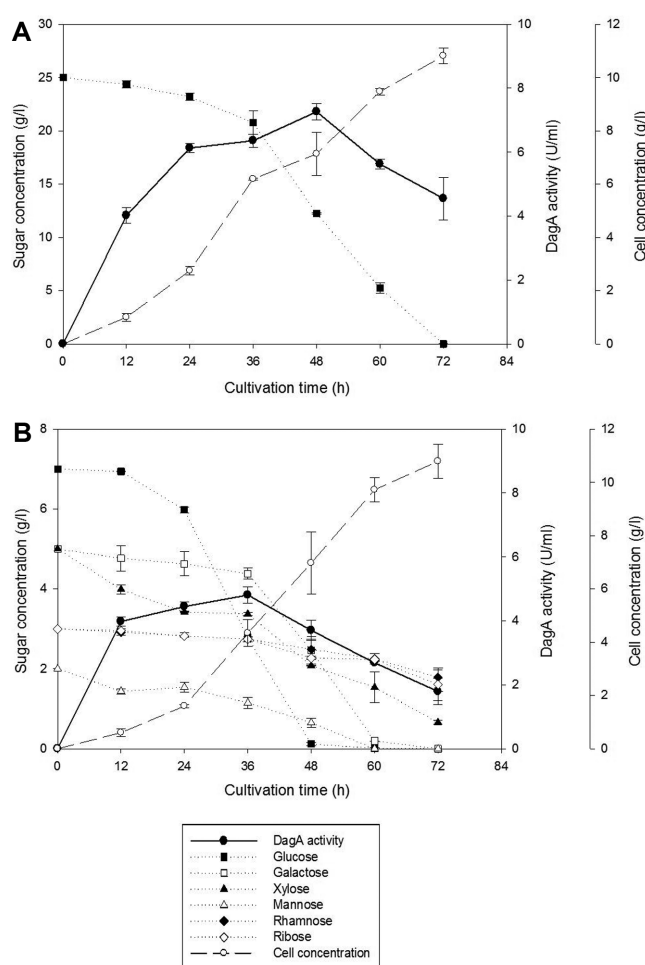 A
Sugar concentration (g/l)
30
25
20
15
10
5
0
DagA activity (U/ml)
10
8
6
4
2
0
Cell concentration (g/l)
12
10
8
6
4
2
0
0 12 24 36 48 60 72 84
Cultivation time (h)
B
Sugar concentration (g/l)
8
6
4
2
0
DagA activity (U/ml)
10
8
6
4
2
0
Cell concentration (g/l)
12
10
8
6
4
2
0
0 12 24 36 48 60 72 84
Cultivation time (h)
DagA activity
Glucose
Galactose
Xylose
Mannose
Rhamnose
Ribose
Cell concentration